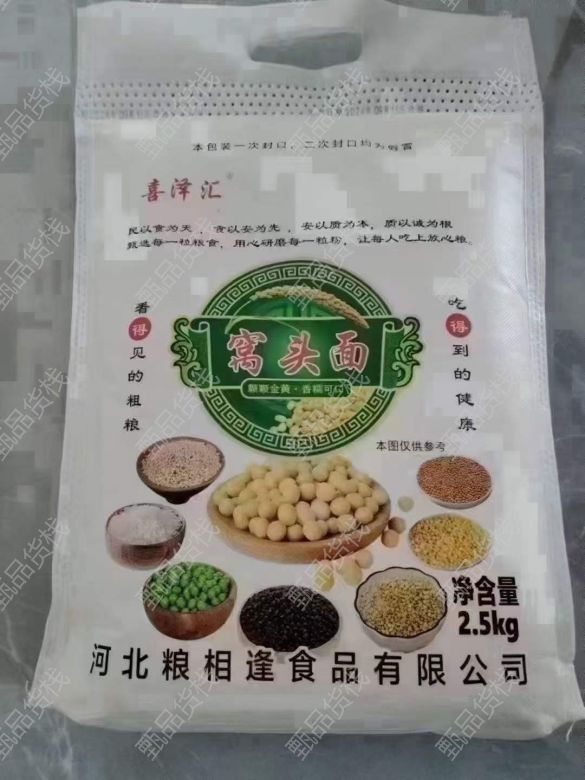 本包装一次封口，二次封口均为假冒
喜泽汇
民以食为天，食以安为先，安以质为本，质以诚为根
甄选每一粒粮食，用心研磨每一粒粉，让每人吃上放心粮。
看得见的粗粮
吃得到的健康
窝头面
颗颗金黄·香糯可口
本图仅供参考
净含量
2.5kg
河北粮相逢食品有限公司
甄品货栈